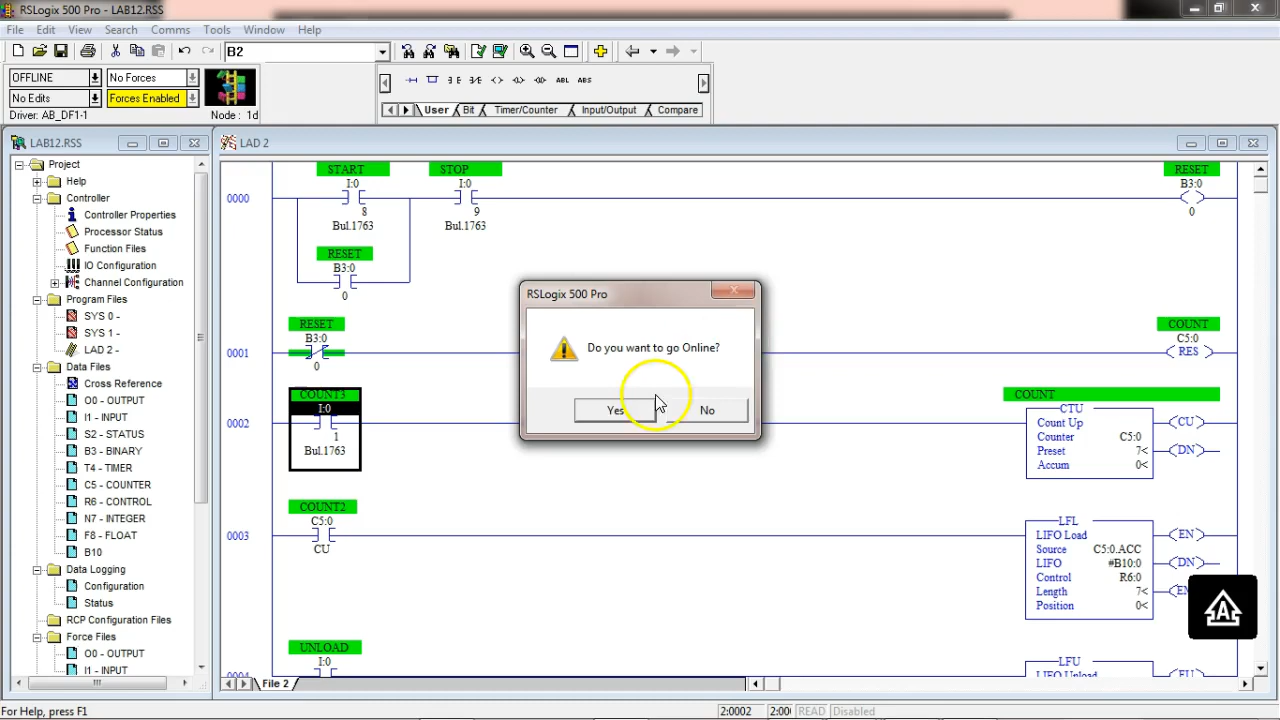 RSLogix 500 Pro - LAB12.RSS
File Edit View Search Comms Tools Window Help
B2
OFFLINE No Forces
No Edits Forces Enabled
Driver: AB_DF1-1 Node : 1d
User Bit Timer/Counter Input/Output Compare
LAB12.RSS
Project
Help
Controller
Controller Properties
Processor Status
Function Files
IO Configuration
Channel Configuration
Program Files
SYS 0 -
SYS 1 -
LAD 2 -
Data Files
Cross Reference
O0 - OUTPUT
I1 - INPUT
S2 - STATUS
B3 - BINARY
T4 - TIMER
C5 - COUNTER
R6 - CONTROL
N7 - INTEGER
F8 - FLOAT
B10
Data Logging
Configuration
Status
RCP Configuration Files
Force Files
O0 - OUTPUT
I1 - INPUT
LAD 2
START STOP RESET
I:0 I:0 B3:0
0000
8 9 0
Bul.1763 Bul.1763
RESET
B3:0
0
RESET COUNT
B3:0 C5:0
0001 RES
0
COUNT3 COUNT
I:0 CTU
0002 Count Up CU
1 Counter C5:0
Bul.1763 Preset 7< DN
Accum 0<
COUNT2
C5:0 LFL
0003 LIFO Load EN
CU Source C5:0.ACC
LIFO #B10:0 DN
Control R6:0
Length 7<
Position 0<
UNLOAD
I:0 LFU
0004 LIFO Unload EU
File 2
RSLogix 500 Pro
Do you want to go Online?
Yes No
For Help, press F1
2:0002 READ Disabled